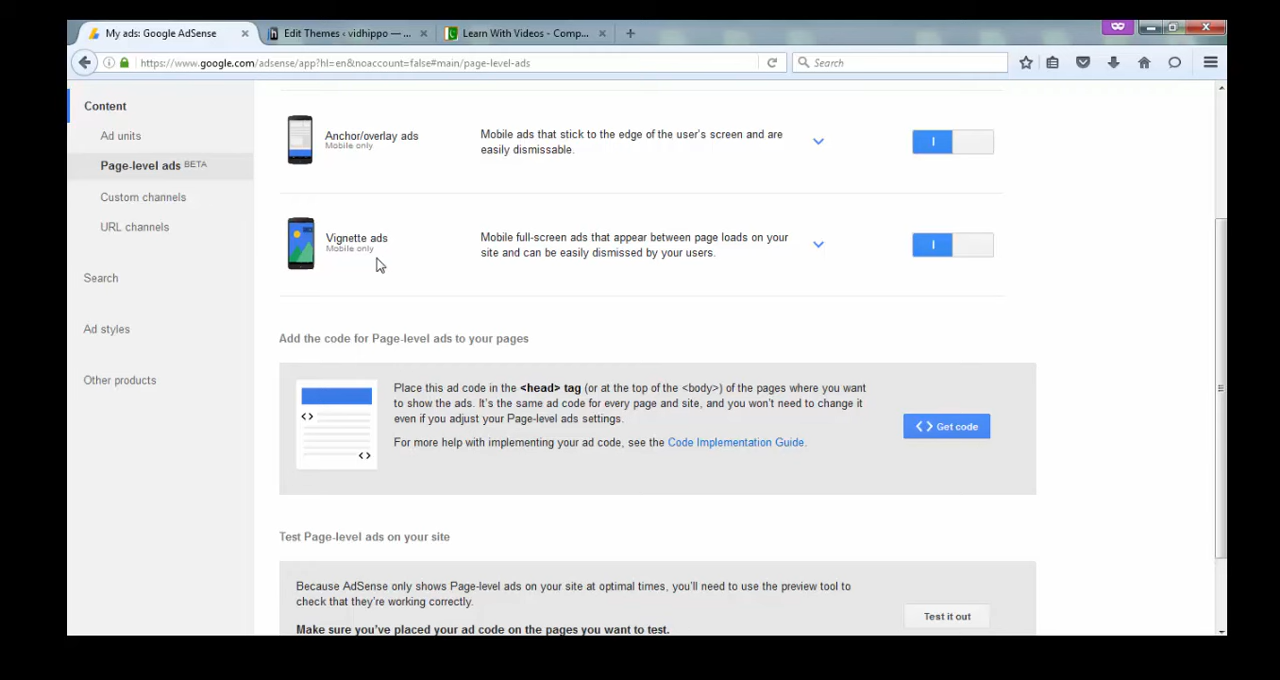 My ads: Google AdSense
Edit Themes ‹ vidhippo — ...
Learn With Videos - Comp...
https://www.google.com/adsense/app?hl=en&noaccount=false#main/page-level-ads
Search
Content
Ad units
Page-level ads BETA
Custom channels
URL channels
Search
Ad styles
Other products
Anchor/overlay ads
Mobile only
Mobile ads that stick to the edge of the user's screen and are
easily dismissable.
Vignette ads
Mobile only
Mobile full-screen ads that appear between page loads on your
site and can be easily dismissed by your users.
Add the code for Page-level ads to your pages
Place this ad code in the <head> tag (or at the top of the <body>) of the pages where you want
to show the ads. It's the same ad code for every page and site, and you won't need to change it
even if you adjust your Page-level ads settings.
For more help with implementing your ad code, see the Code Implementation Guide.
<> Get code
Test Page-level ads on your site
Because AdSense only shows Page-level ads on your site at optimal times, you'll need to use the preview tool to
check that they're working correctly.
Make sure you've placed your ad code on the pages you want to test.
Test it out